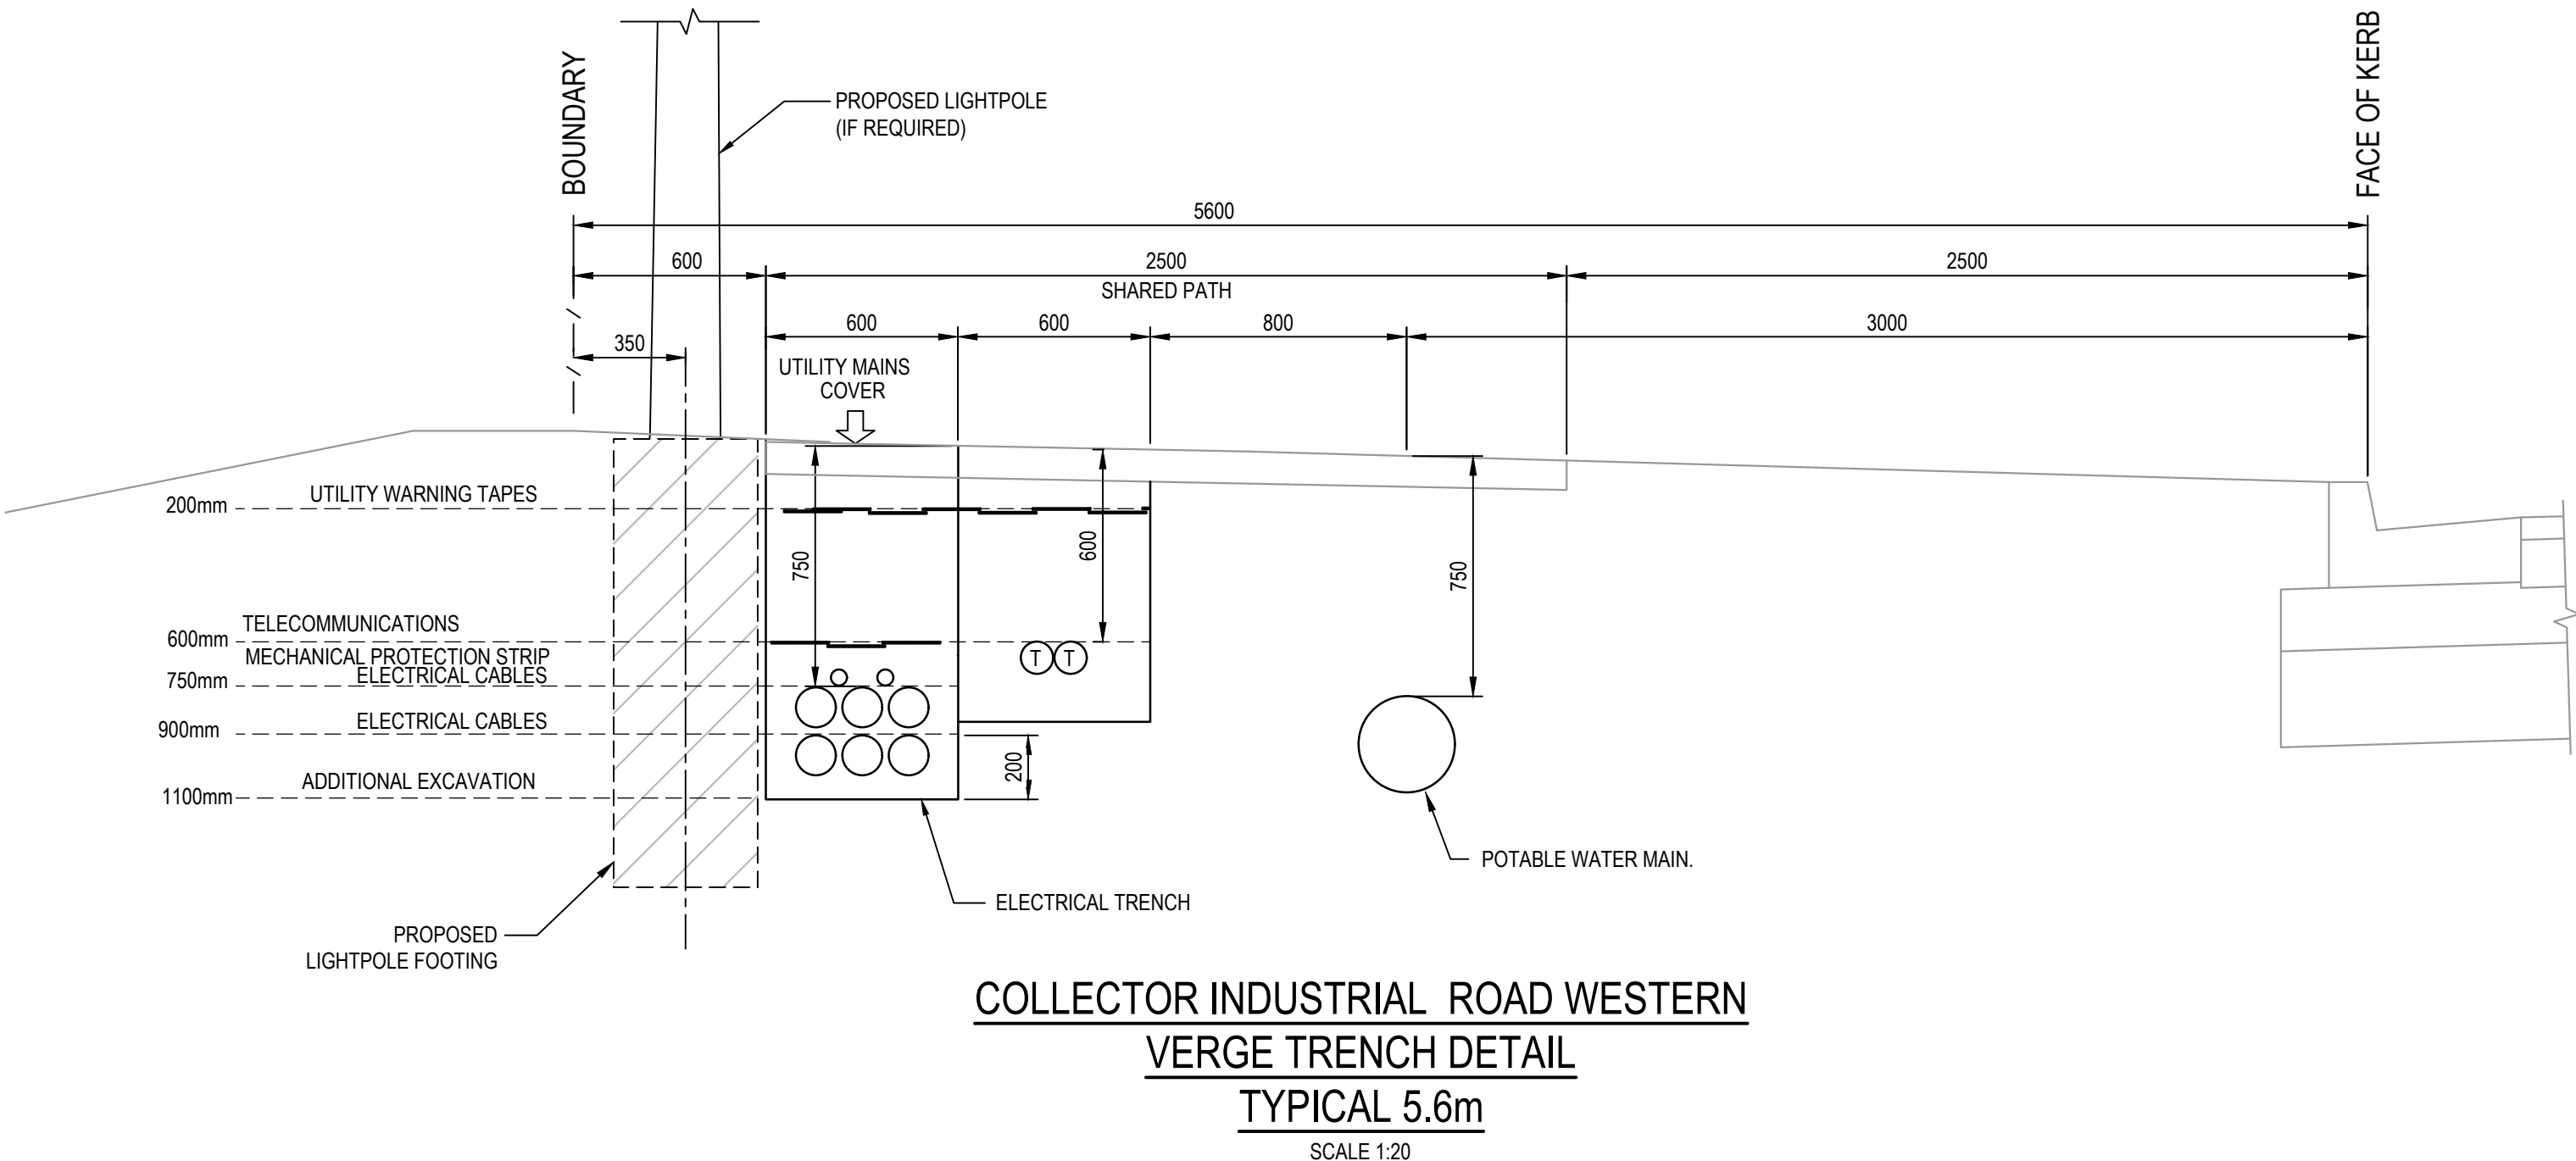 BOUNDARY
FACE OF KERB
PROPOSED LIGHTPOLE
(IF REQUIRED)
5600
600
2500
2500
SHARED PATH
600
600
800
3000
350
UTILITY MAINS
COVER
UTILITY WARNING TAPES
200mm
750
600
750
TELECOMMUNICATIONS
600mm
MECHANICAL PROTECTION STRIP
T T
ELECTRICAL CABLES
750mm
ELECTRICAL CABLES
900mm
200
ADDITIONAL EXCAVATION
1100mm
POTABLE WATER MAIN.
ELECTRICAL TRENCH
PROPOSED
LIGHTPOLE FOOTING
COLLECTOR INDUSTRIAL ROAD WESTERN
VERGE TRENCH DETAIL
TYPICAL 5.6m
SCALE 1:20